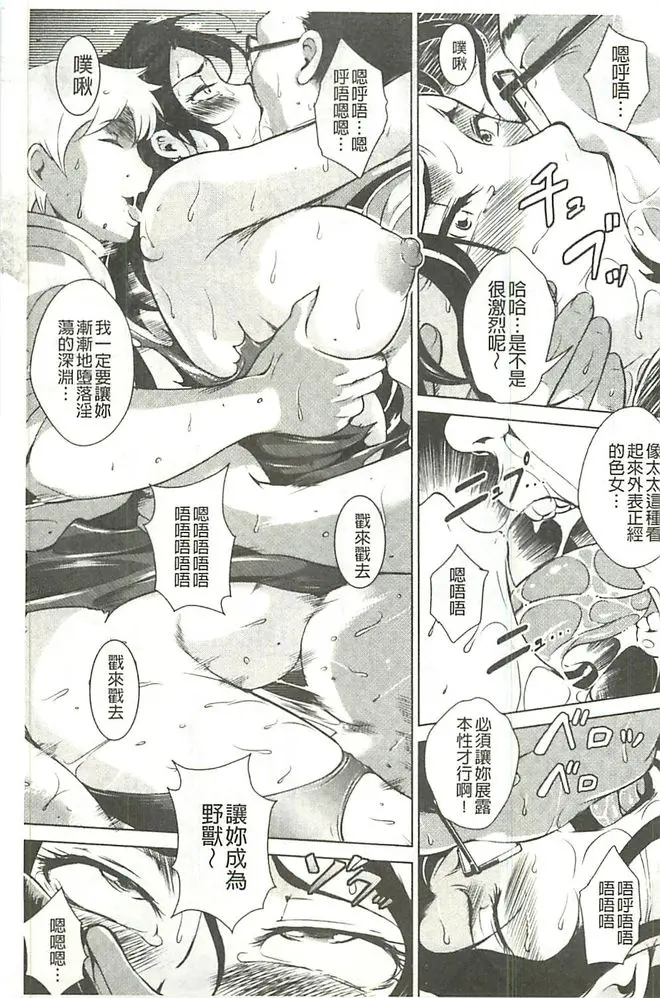 嗯呼唔…
噗啾
チュブッ
哈哈…是不是
很激烈呢～
像太太這種看
起來外表正經
的色女…
ヂュッ
嗯唔唔
ヂュ……
必須讓妳展露
本性才行啊！
ベロ
ベロ
唔呼唔唔
唔唔唔
嗯呼唔…嗯
呼唔嗯嗯…
噗啾
我一定要讓妳
漸漸地墮落淫
蕩的深淵…
戳來戳去
嗯唔唔唔唔
唔唔唔唔唔
戳來戳去
讓妳成為
野獸～
ゾクッ
嗯嗯嗯…